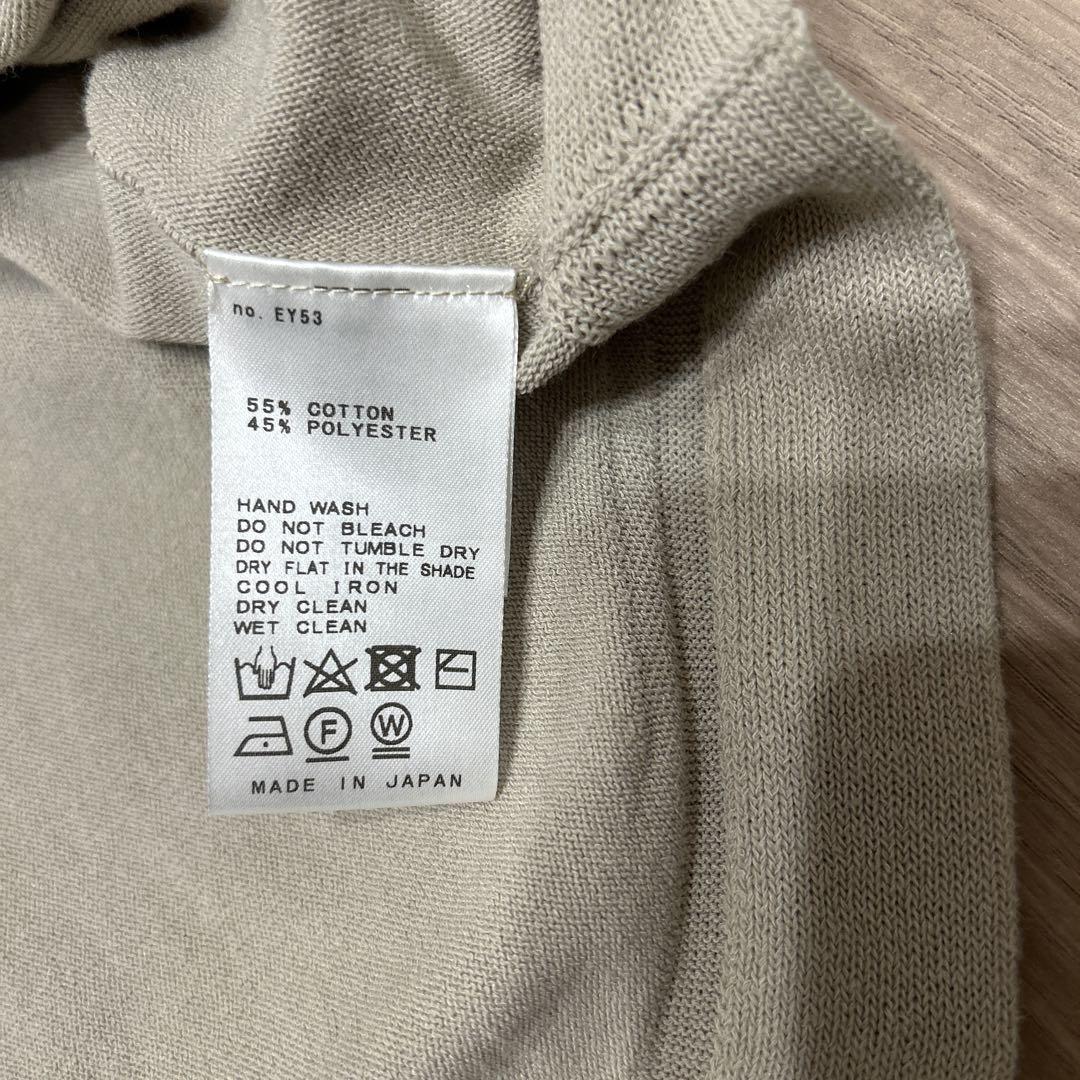 no. EY53
55% COTTON
45% POLYESTER
HAND WASH
DO NOT BLEACH
DO NOT TUMBLE DRY
DRY FLAT IN THE SHADE
COOL IRON
DRY CLEAN
WET CLEAN
F W
MADE IN JAPAN